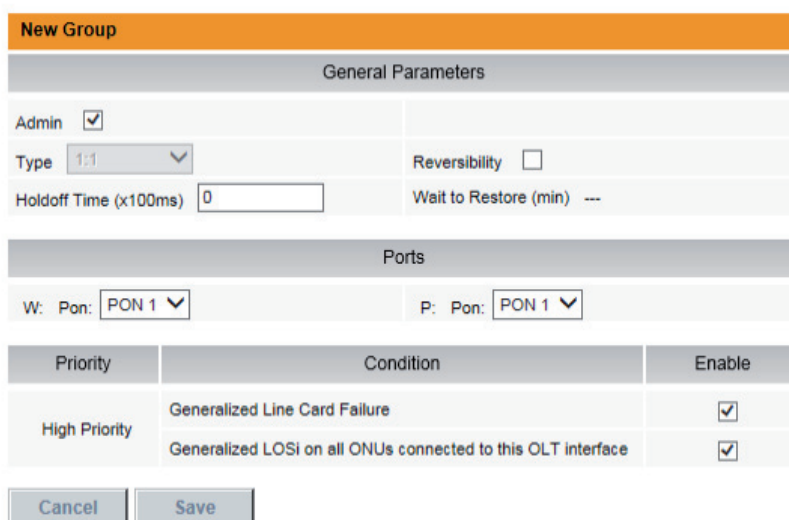 New Group
General Parameters
Admin
Type 1:1 Reversibility
Holdoff Time (x100ms) 0 Wait to Restore (min) ---
Ports
W: Pon: PON 1 P: Pon: PON 1
Priority Condition Enable
High Priority
Generalized Line Card Failure
Generalized LOSi on all ONUs connected to this OLT interface
Cancel Save